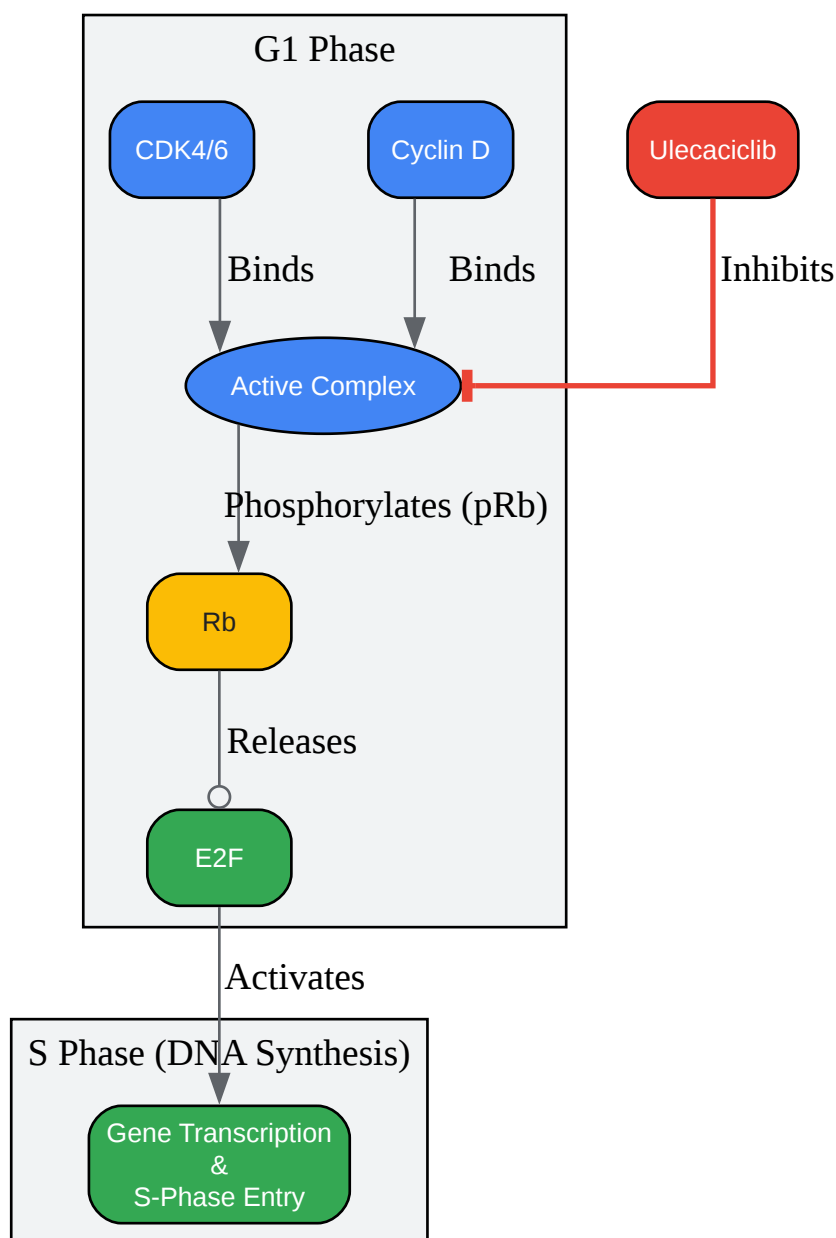 G1 Phase
CDK4/6
Cyclin D
Ulecaciclib
Binds
Binds
Inhibits
Active Complex
Phosphorylates (pRb)
Rb
Releases
E2F
Activates
S Phase (DNA Synthesis)
Gene Transcription
&
S-Phase Entry